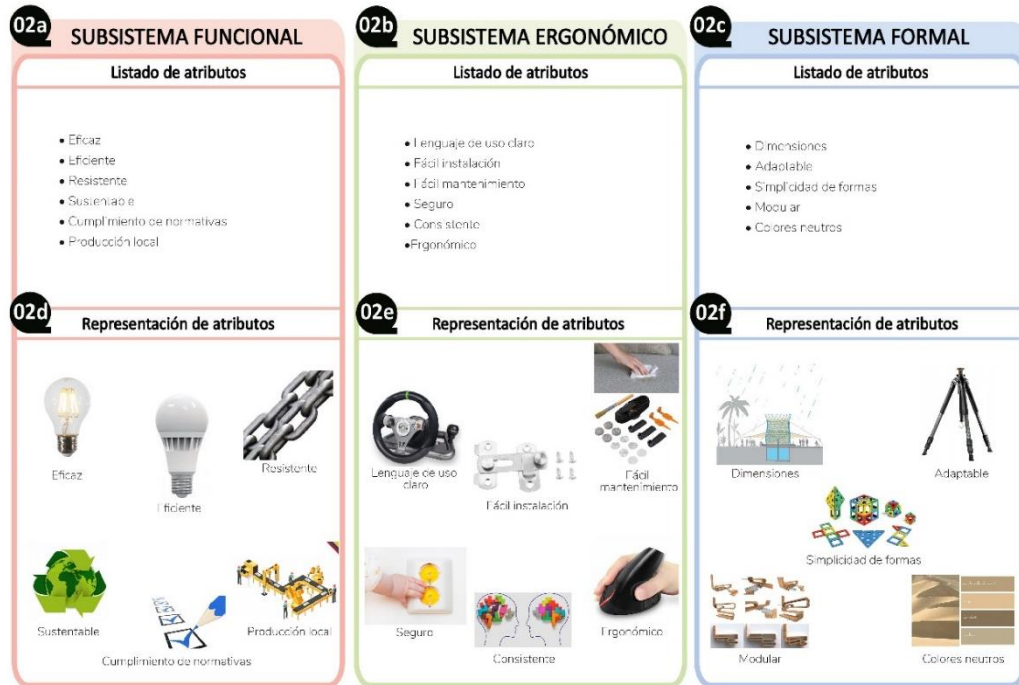 02a
SUBSISTEMA FUNCIONAL
Listado de atributos
• Eficaz
• Eficiente
• Resistente
• Sustentable
• Cumplimiento de normativas
• Producción local
02b
SUBSISTEMA ERGONÓMICO
Listado de atributos
• Lenguaje de uso claro
• Fácil instalación
• Fácil mantenimiento
• Seguro
• Consistente
•Ergonómico
02c
SUBSISTEMA FORMAL
Listado de atributos
• Dimensiones
• Adaptable
• Simplicidad de formas
• Modular
• Colores neutros
02d
Representación de atributos
Eficaz
Eficiente
Resistente
Sustentable
Cumplimiento de normativas
Producción local
02e
Representación de atributos
Lenguaje de uso
claro
Fácil instalación
Fácil
mantenimiento
Seguro
Consistente
Ergonómico
02f
Representación de atributos
Dimensiones
Adaptable
Simplicidad de formas
Modular
Colores neutros